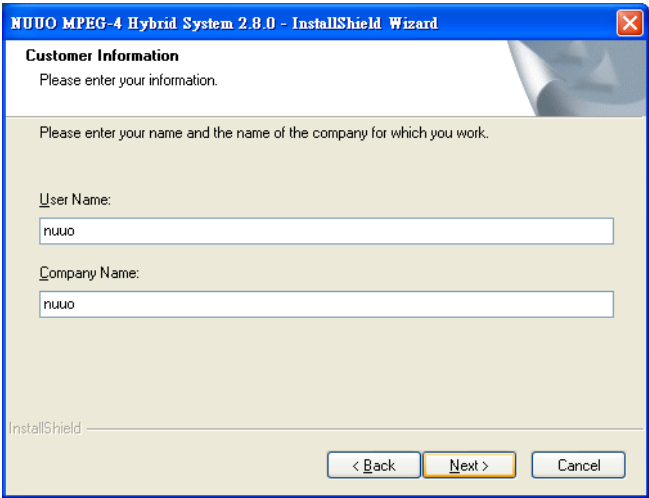 NUUO MPEG-4 Hybrid System 2.8.0 - InstallShield Wizard
Customer Information
Please enter your information.
Please enter your name and the name of the company for which you work.
User Name:
nuuo
Company Name:
nuuo
InstallShield
< Back
Next >
Cancel